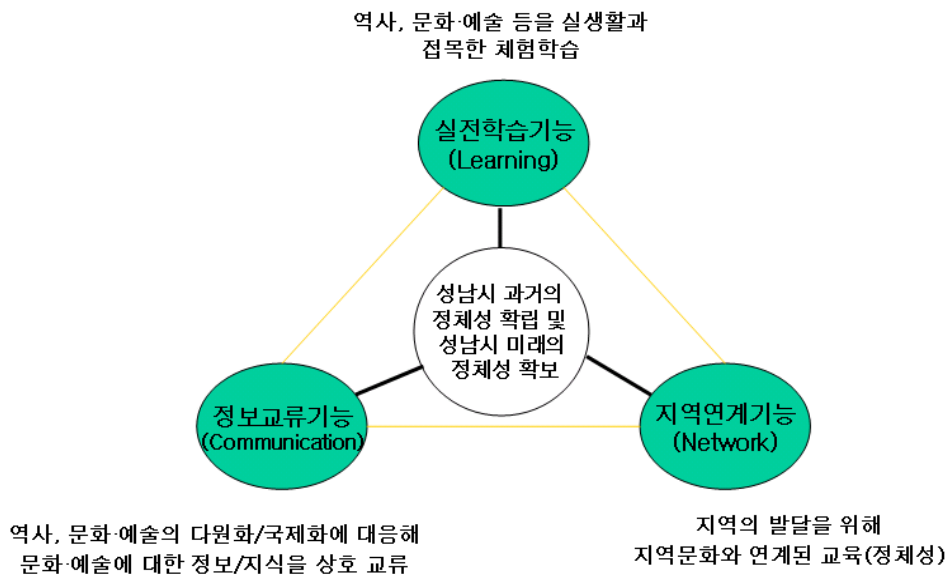 역사, 문화·예술 등을 실생활과
접목한 체험학습
실전학습기능
(Learning)
성남시 과거의
정체성 확립 및
성남시 미래의
정체성 확보
정보교류기능
(Communication)
지역연계기능
(Network)
역사, 문화·예술의 다원화/국제화에 대응해
문화·예술에 대한 정보/지식을 상호 교류
지역의 발달을 위해
지역문화와 연계된 교육(정체성)